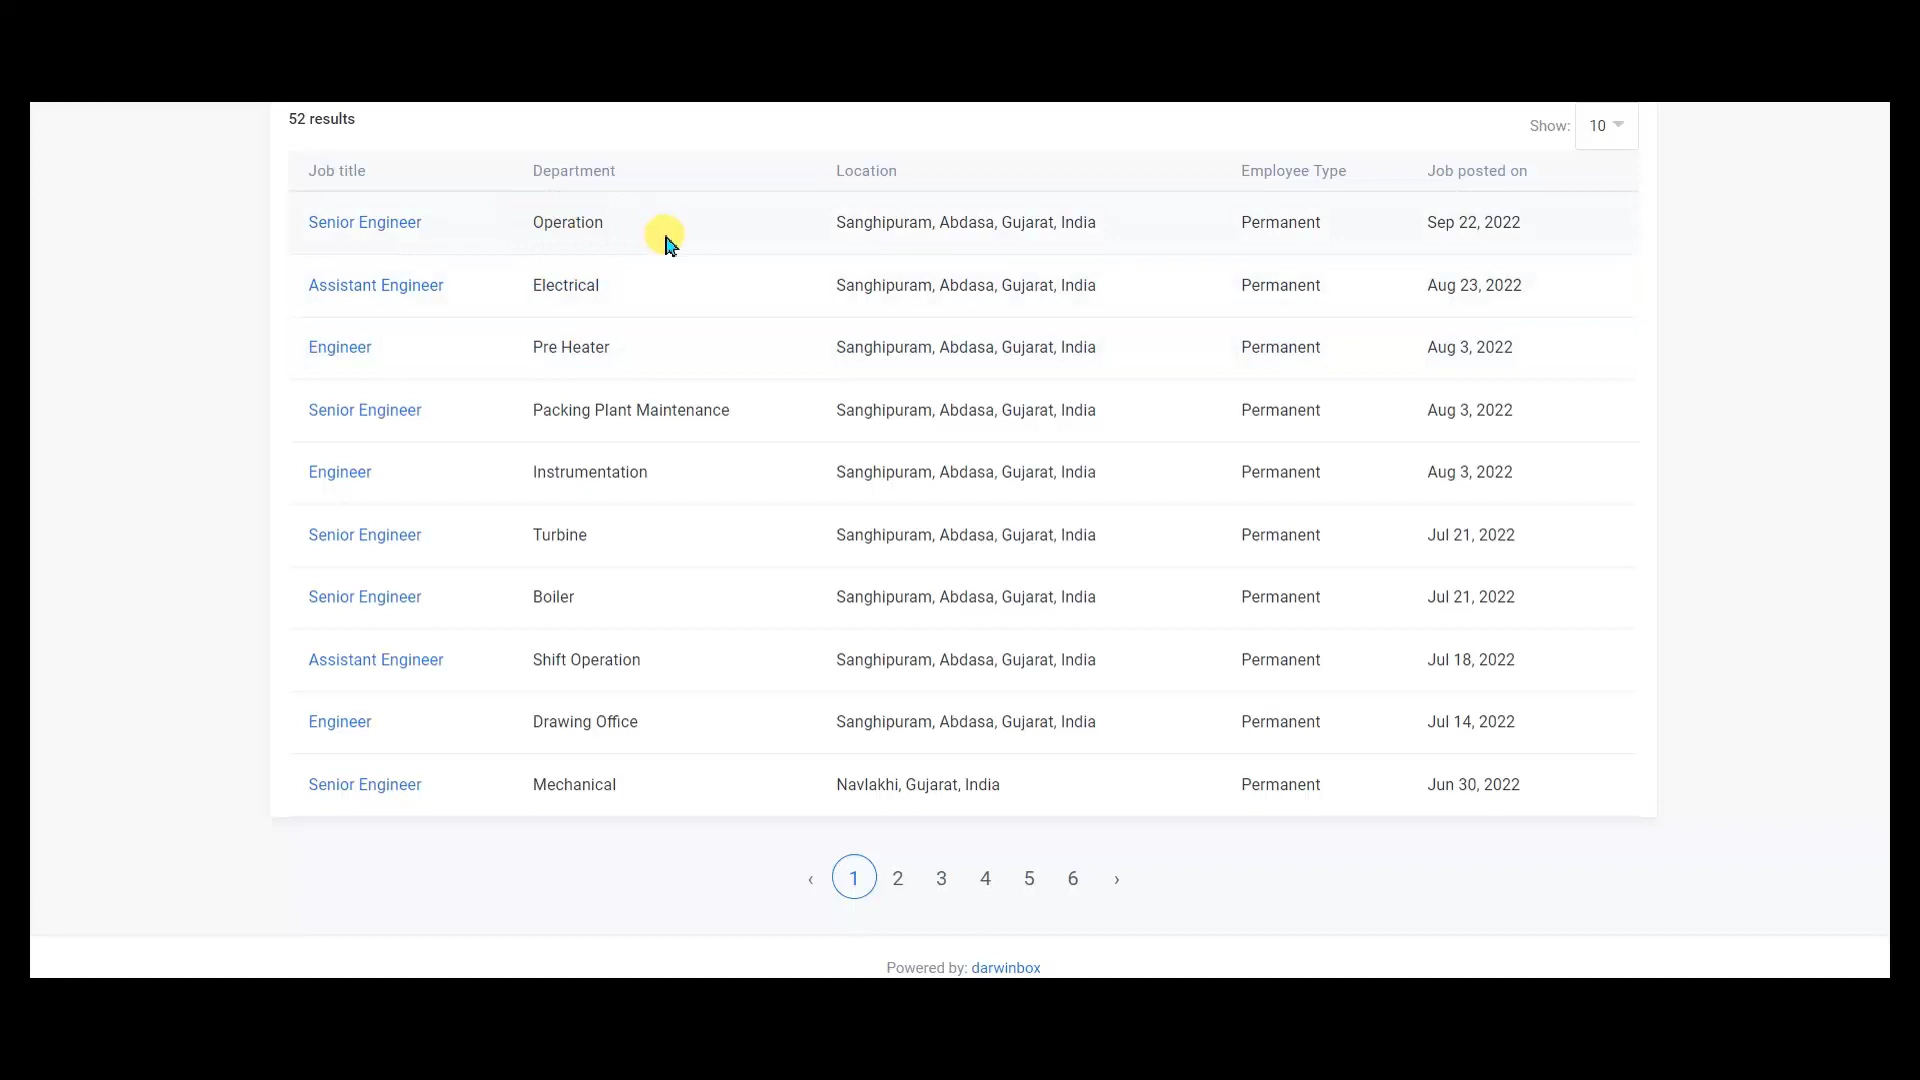 52 results
Show: 10
Job title Department Location Employee Type Job posted on
Senior Engineer Operation Sanghipuram, Abdasa, Gujarat, India Permanent Sep 22, 2022
Assistant Engineer Electrical Sanghipuram, Abdasa, Gujarat, India Permanent Aug 23, 2022
Engineer Pre Heater Sanghipuram, Abdasa, Gujarat, India Permanent Aug 3, 2022
Senior Engineer Packing Plant Maintenance Sanghipuram, Abdasa, Gujarat, India Permanent Aug 3, 2022
Engineer Instrumentation Sanghipuram, Abdasa, Gujarat, India Permanent Aug 3, 2022
Senior Engineer Turbine Sanghipuram, Abdasa, Gujarat, India Permanent Jul 21, 2022
Senior Engineer Boiler Sanghipuram, Abdasa, Gujarat, India Permanent Jul 21, 2022
Assistant Engineer Shift Operation Sanghipuram, Abdasa, Gujarat, India Permanent Jul 18, 2022
Engineer Drawing Office Sanghipuram, Abdasa, Gujarat, India Permanent Jul 14, 2022
Senior Engineer Mechanical Navlakhi, Gujarat, India Permanent Jun 30, 2022
‹ 1 2 3 4 5 6 ›
Powered by: darwinbox